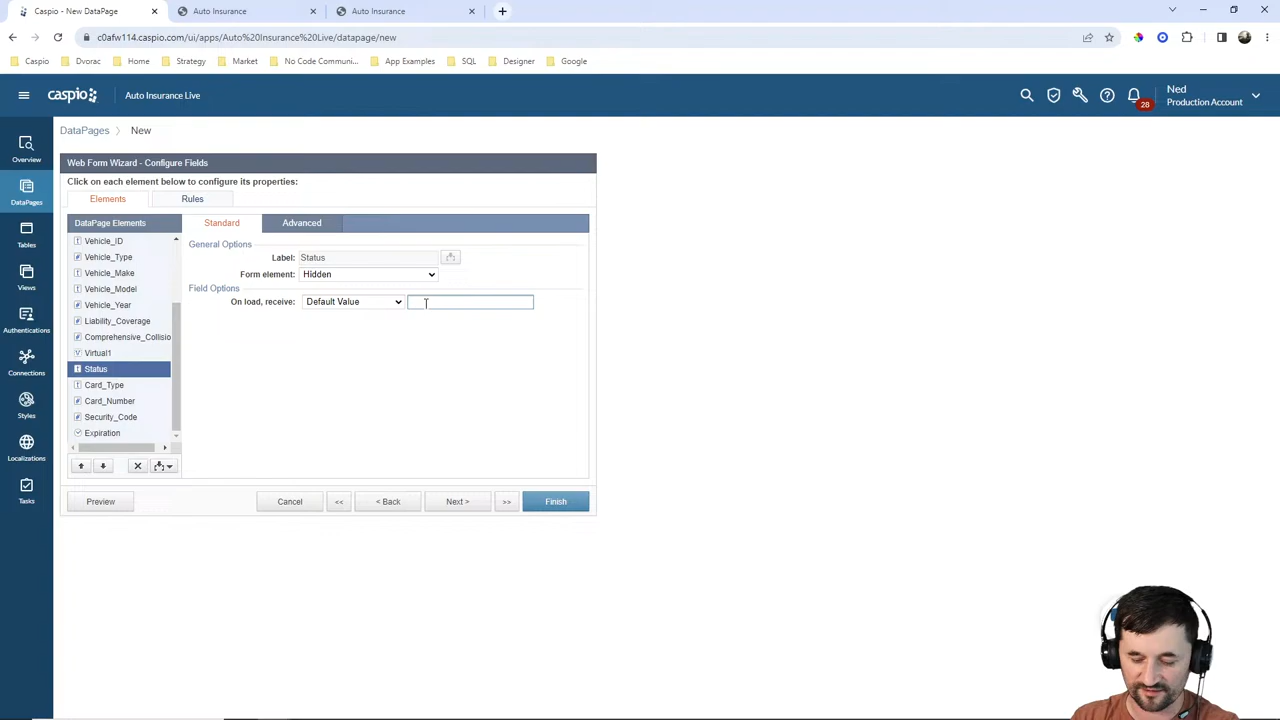 Caspio - New DataPage
Auto Insurance
Auto Insurance
c0afw114.caspio.com/ui/apps/Auto%20Insurance%20Live/datapage/new
Caspio
Dvorac
Home
Strategy
Market
No Code Communi...
App Examples
SQL
Designer
Google
caspio
Auto Insurance Live
28
Ned
Production Account
Overview
DataPages
Tables
Views
Authentications
Connections
Styles
Localizations
Tasks
DataPages > New
Web Form Wizard - Configure Fields
Click on each element below to configure its properties:
Elements
Rules
DataPage Elements
Standard
Advanced
Vehicle_ID
Vehicle_Type
Vehicle_Make
Vehicle_Model
Vehicle_Year
Liability_Coverage
Comprehensive_Collisio
Virtual1
Status
Card_Type
Card_Number
Security_Code
Expiration
General Options
Label: Status
Form element: Hidden
Field Options
On load, receive: Default Value
Preview
Cancel
<<
< Back
Next >
>>
Finish